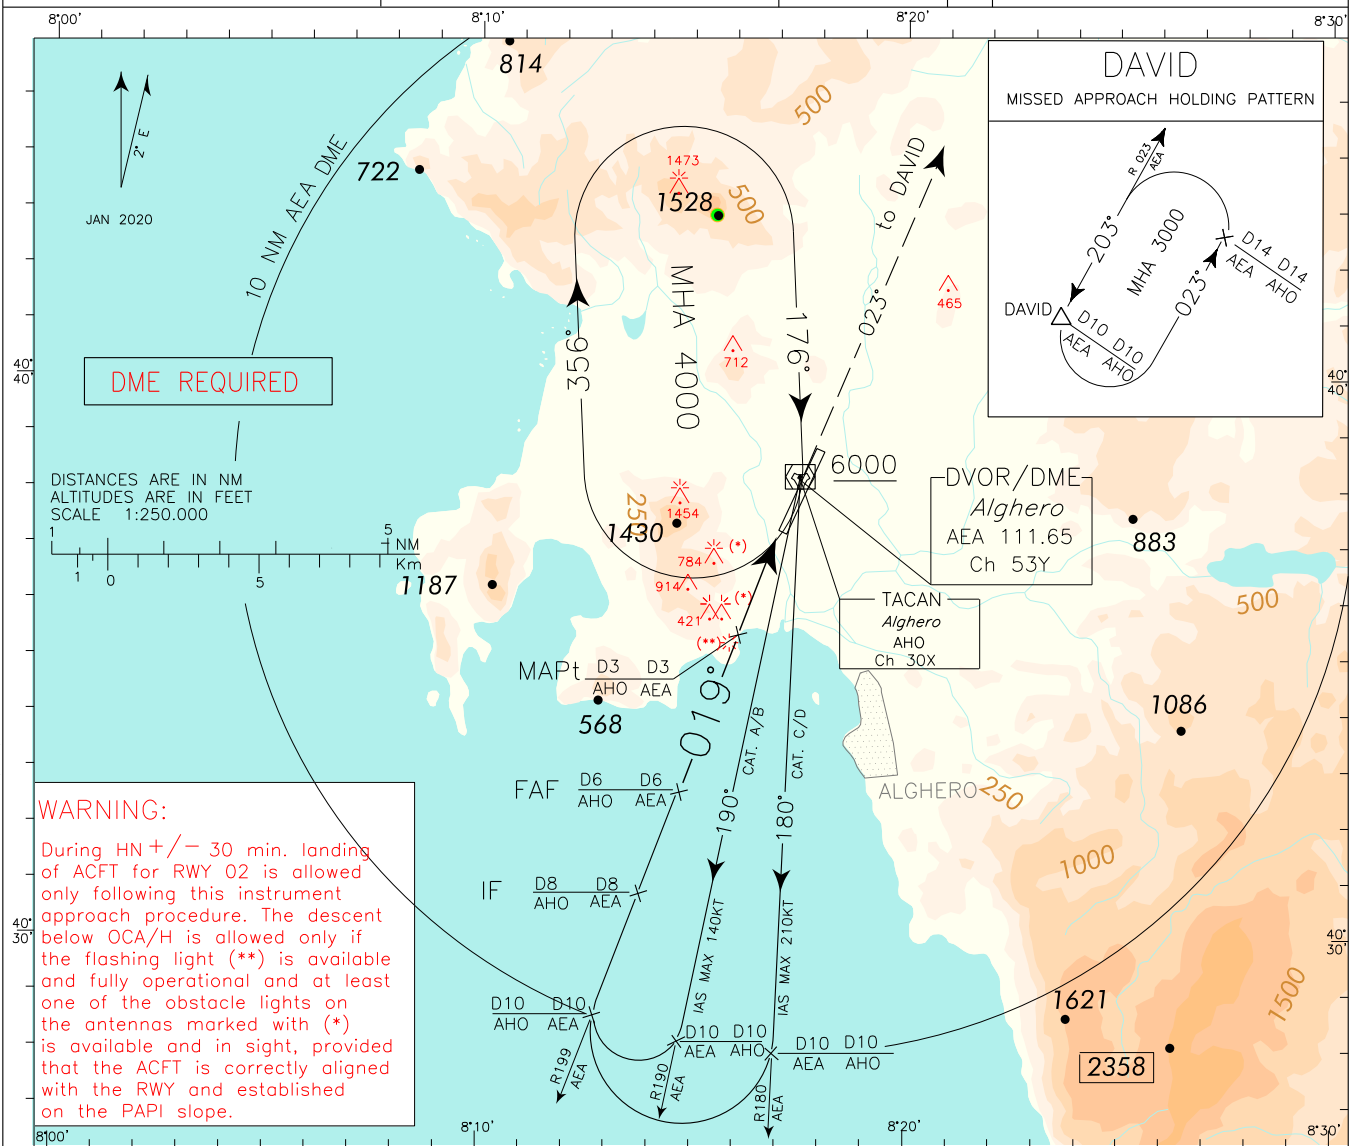 8°00'
8°10'
8°20'
8°30'
814
2° E
JAN 2020
722
10 NM AEA DME
1473
1528
500
500
to DAVID
DAVID
MISSED APPROACH HOLDING PATTERN
R 023
AEA
203°
MHA 3000
023°
D14 D14
AEA AHO
DAVID
D10 D10
AEA AHO
465
MHA 4000
176°
356°
023°
712
40°
40'
40°
40'
DME REQUIRED
DISTANCES ARE IN NM
ALTITUDES ARE IN FEET
SCALE 1:250.000
1 5 NM
Km
1 0 5
6000
DVOR/DME
Alghero
AEA 111.65
Ch 53Y
1454
250
1430
784 (*)
914
421 (*)
(**)
883
1187
500
TACAN
Alghero
AHO
Ch 30X
MAPt D3 D3
AHO AEA
568
019°
CAT. A/B
CAT. C/D
1086
FAF D6 D6
AHO AEA
ALGHERO
250
190°
180°
1000
IF D8 D8
AHO AEA
IAS MAX 140KT
IAS MAX 210KT
40°
30'
40°
30'
WARNING:
During HN +/- 30 min. landing
of ACFT for RWY 02 is allowed
only following this instrument
approach procedure. The descent
below OCA/H is allowed only if
the flashing light (**) is available
and fully operational and at least
one of the obstacle lights on
the antennas marked with (*)
is available and in sight, provided
that the ACFT is correctly aligned
with the RWY and established
on the PAPI slope.
D10 D10
AHO AEA
D10 D10
AEA AHO
D10 D10
AEA AHO
R199
AEA
R190
AEA
R180
AEA
1621
1500
2358
8°00'
8°10'
8°20'
8°30'